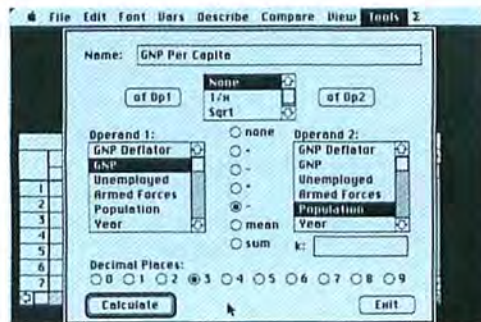 File Edit Font Vars Describe Compare View Tools Σ
Name: GNP Per Capita
None
of Op1 1/x of Op2
Sqrt
Operand 1: none Operand 2:
GNP Deflator GNP Deflator
GNP GNP
Unemployed Unemployed
Armed Forces Armed Forces
Population Population
Year mean Year
sum k:
Decimal Places:
0 1 2 3 4 5 6 7 8 9
Calculate Exit
1
2
3
4
5
6
7